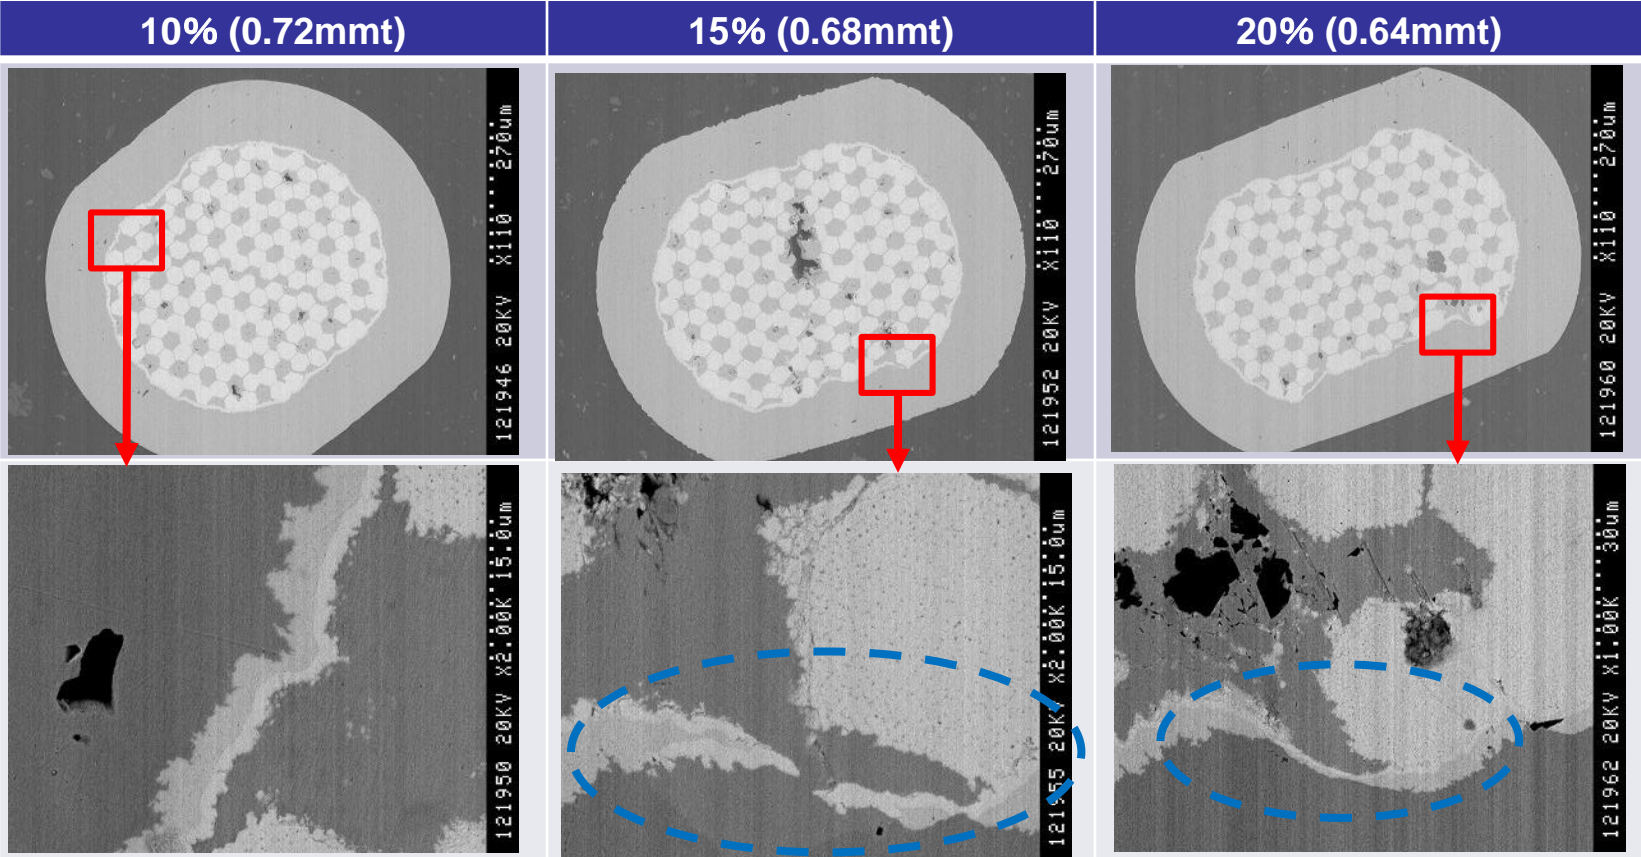 10% (0.72mmt)
15% (0.68mmt)
20% (0.64mmt)
121946 20KV X110 270um
121952 20KV X110 270um
121960 20KV X110 270um
121950 20KV X2.00K 15.0um
121955 20KV X2.00K 15.0um
121962 20KV X1.00K 30um